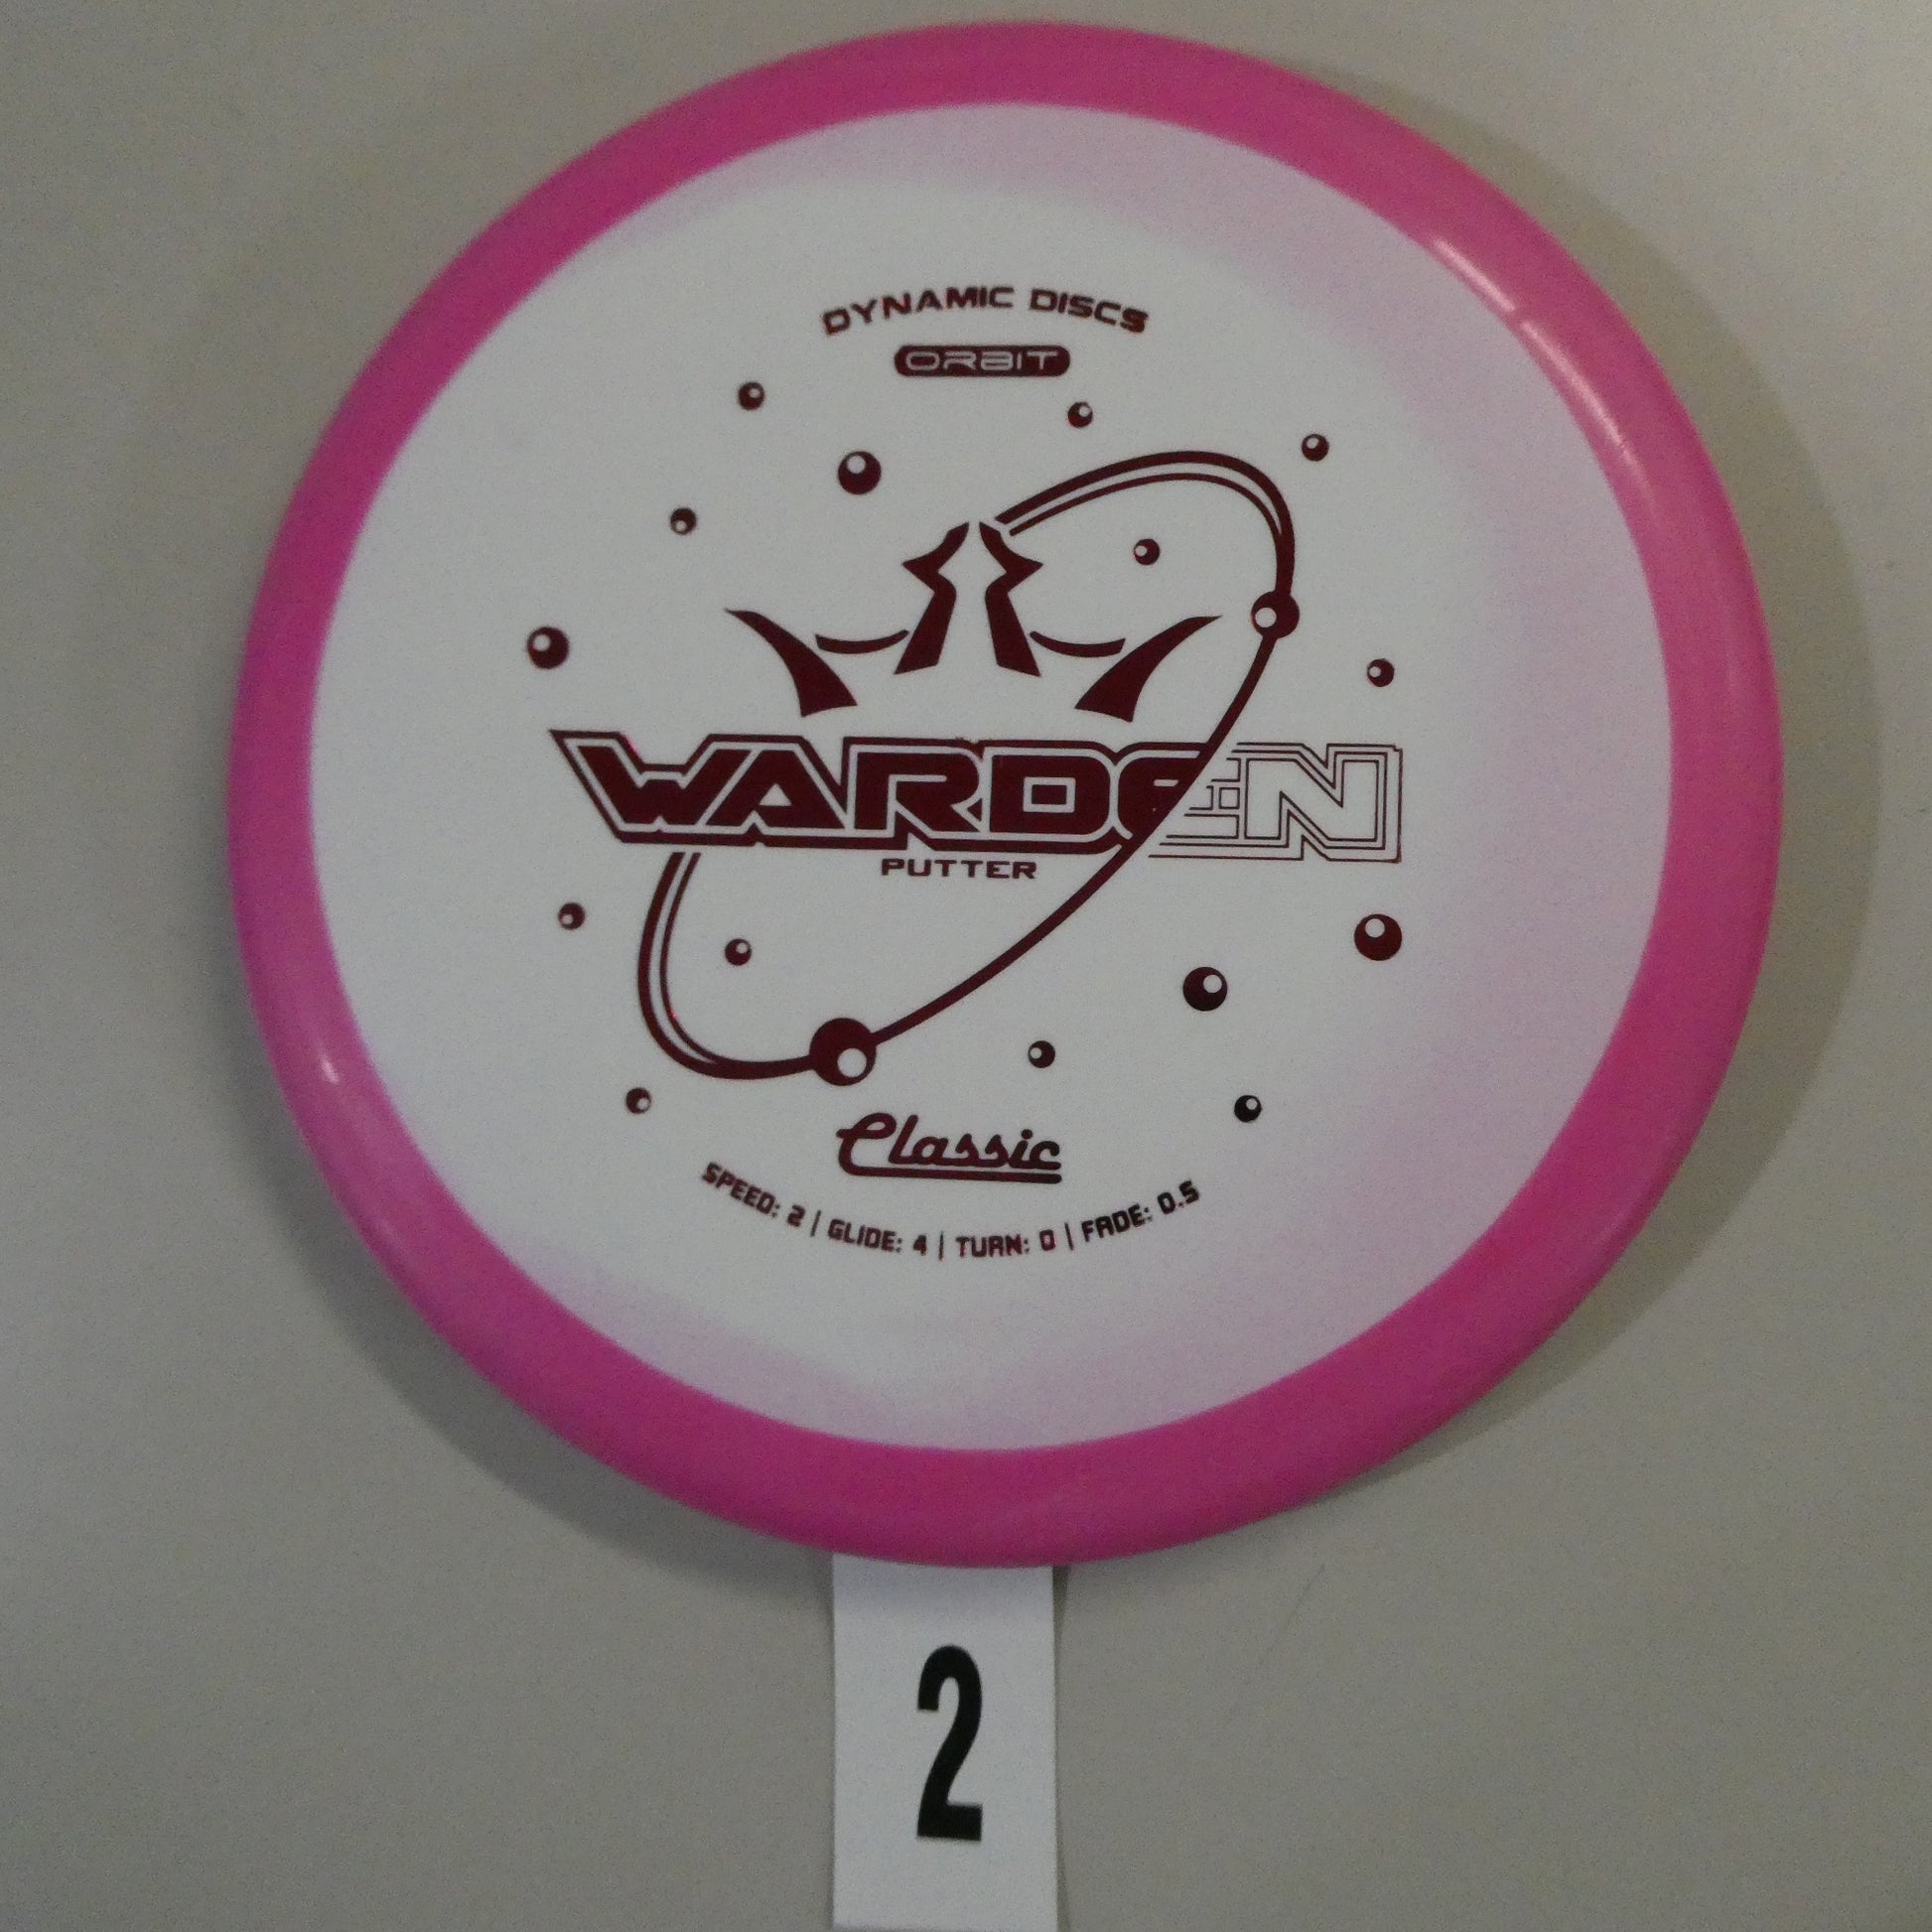 DYNAMIC DISCS
ORBIT
WARDEN
PUTTER
Classic
SPEED: 2 | GLIDE: 4 | TURN: 0 | FADE: 0.5
2